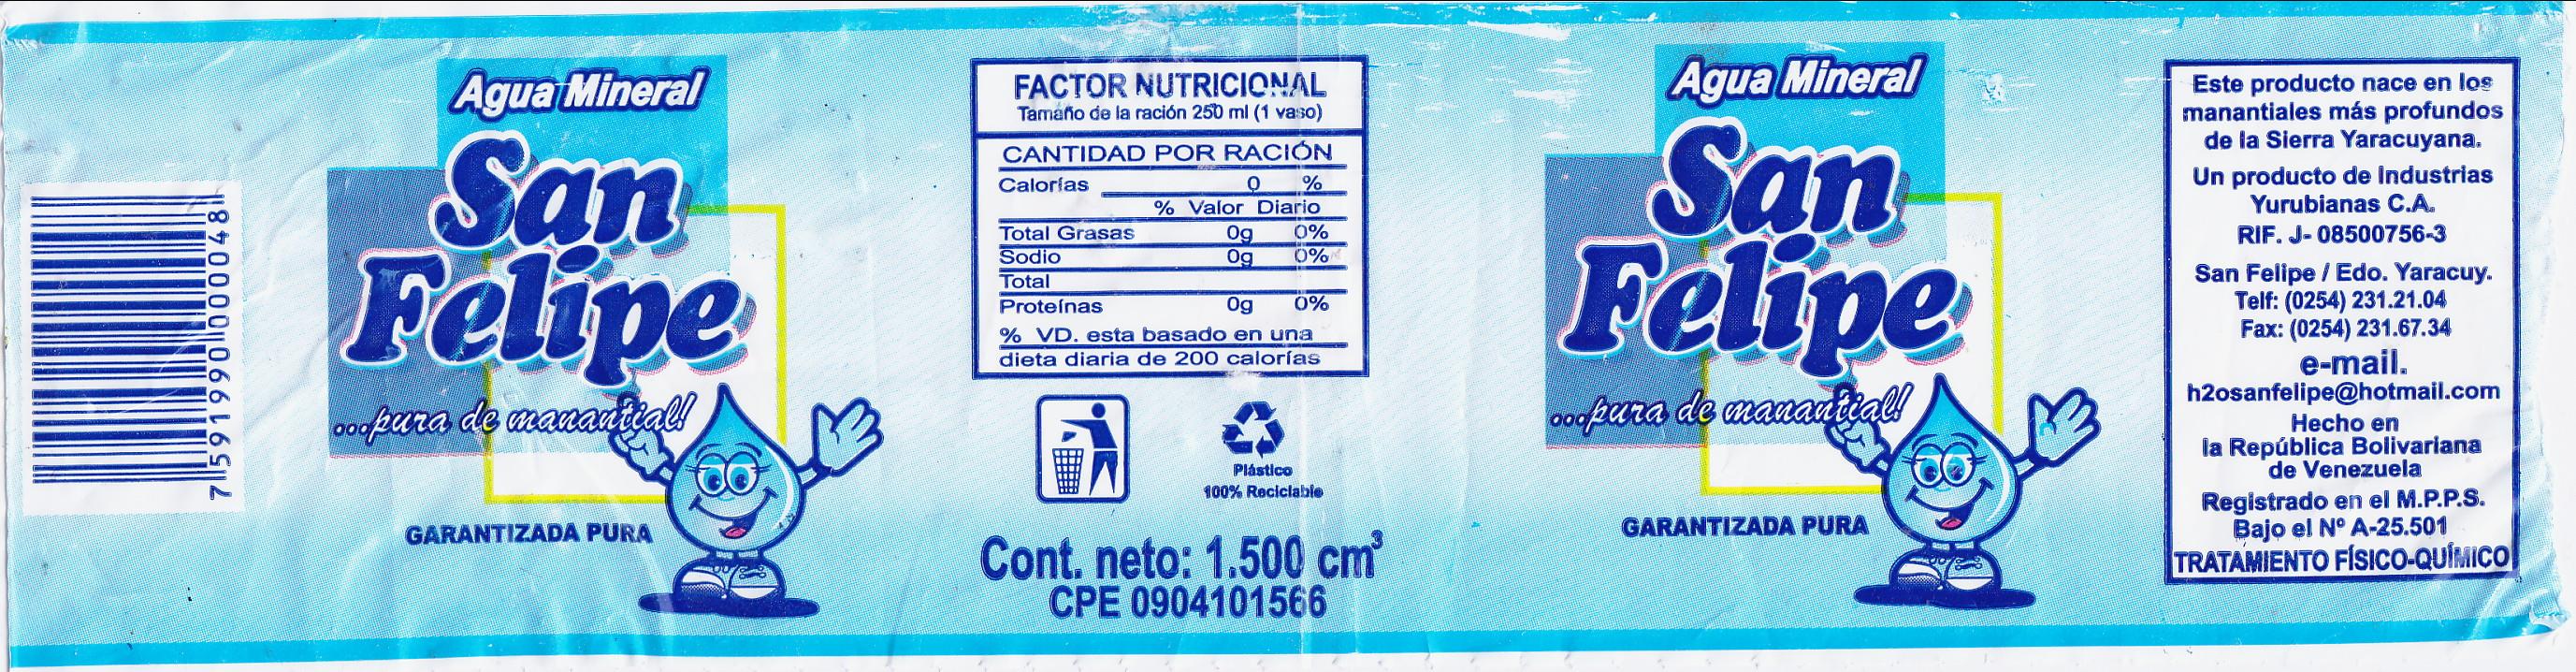 7 591990 000048
Agua Mineral
San
Felipe
...pura de manantial!
GARANTIZADA PURA
FACTOR NUTRICIONAL
Tamaño de la ración 250 ml (1 vaso)
CANTIDAD POR RACIÓN
Calorías 0 %
% Valor Diario
Total Grasas 0g 0%
Sodio 0g 0%
Total
Proteínas 0g 0%
% VD. esta basado en una
dieta diaria de 200 calorías
Plástico
100% Reciclable
Cont. neto: 1.500 cm³
CPE 0904101566
Agua Mineral
San
Felipe
...pura de manantial!
GARANTIZADA PURA
Este producto nace en los
manantiales más profundos
de la Sierra Yaracuyana.
Un producto de Industrias
Yurubianas C.A.
RIF. J- 08500756-3
San Felipe / Edo. Yaracuy.
Telf: (0254) 231.21.04
Fax: (0254) 231.67.34
e-mail.
h2osanfelipe@hotmail.com
Hecho en
la República Bolivariana
de Venezuela
Registrado en el M.P.P.S.
Bajo el Nº A-25.501
TRATAMIENTO FÍSICO-QUÍMICO